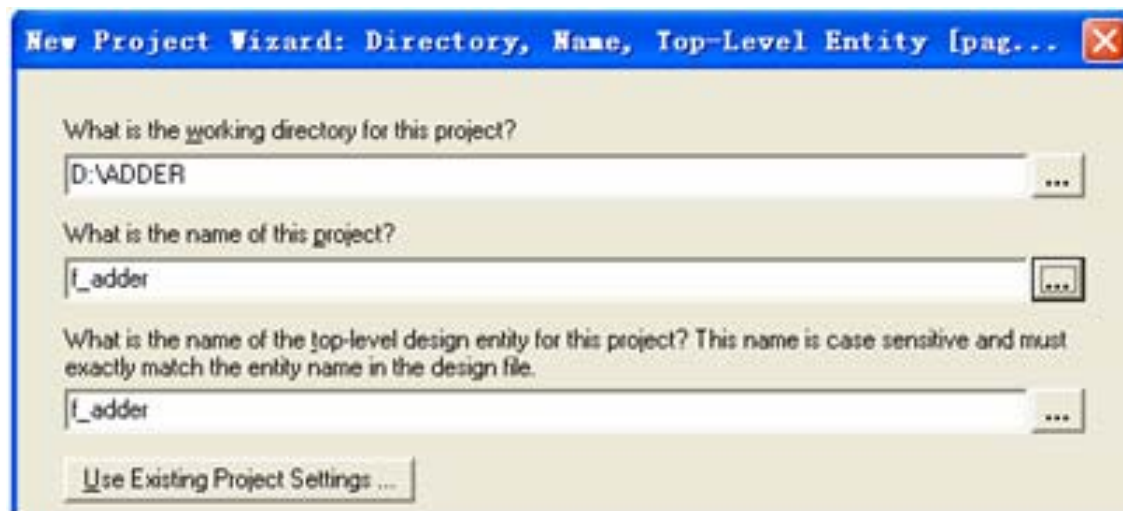 New Project Wizard: Directory, Name, Top-Level Entity [pag...
What is the working directory for this project?
D:\ADDER
...
What is the name of this project?
f_adder
...
What is the name of the top-level design entity for this project? This name is case sensitive and must
exactly match the entity name in the design file.
f_adder
...
Use Existing Project Settings ...